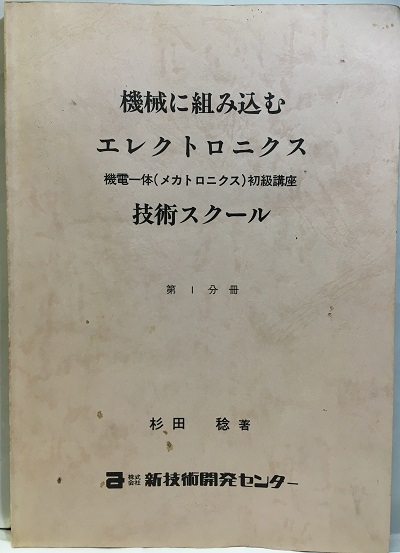 機械に組み込む
エレクトロニクス
機電一体(メカトロニクス)初級講座
技術スクール
第1分冊
杉田 稔 著
株式会社 新技術開発センター